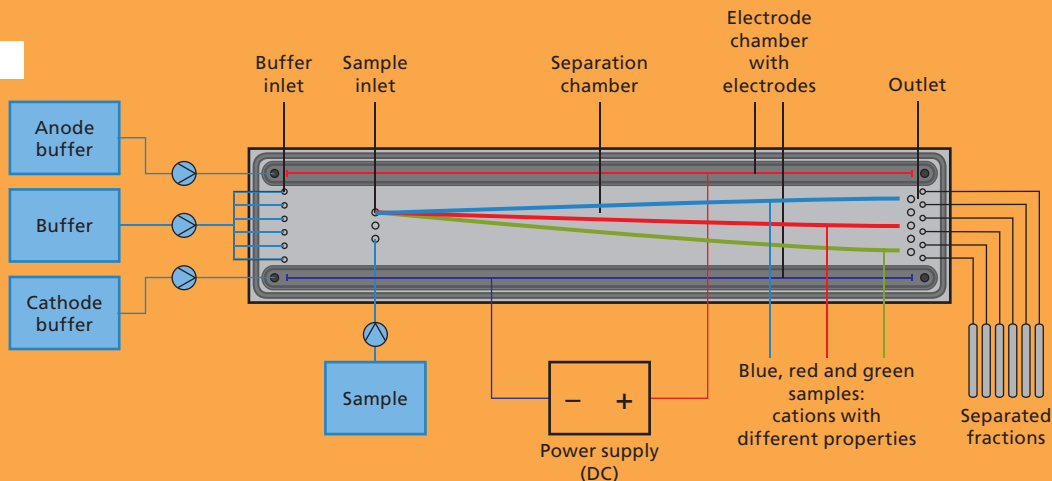 Electrode
chamber
with
electrodes
Buffer
inlet
Sample
inlet
Separation
chamber
Outlet
Anode
buffer
Buffer
Cathode
buffer
Sample
– +
Power supply
(DC)
Blue, red and green
samples:
cations with
different properties
Separated
fractions